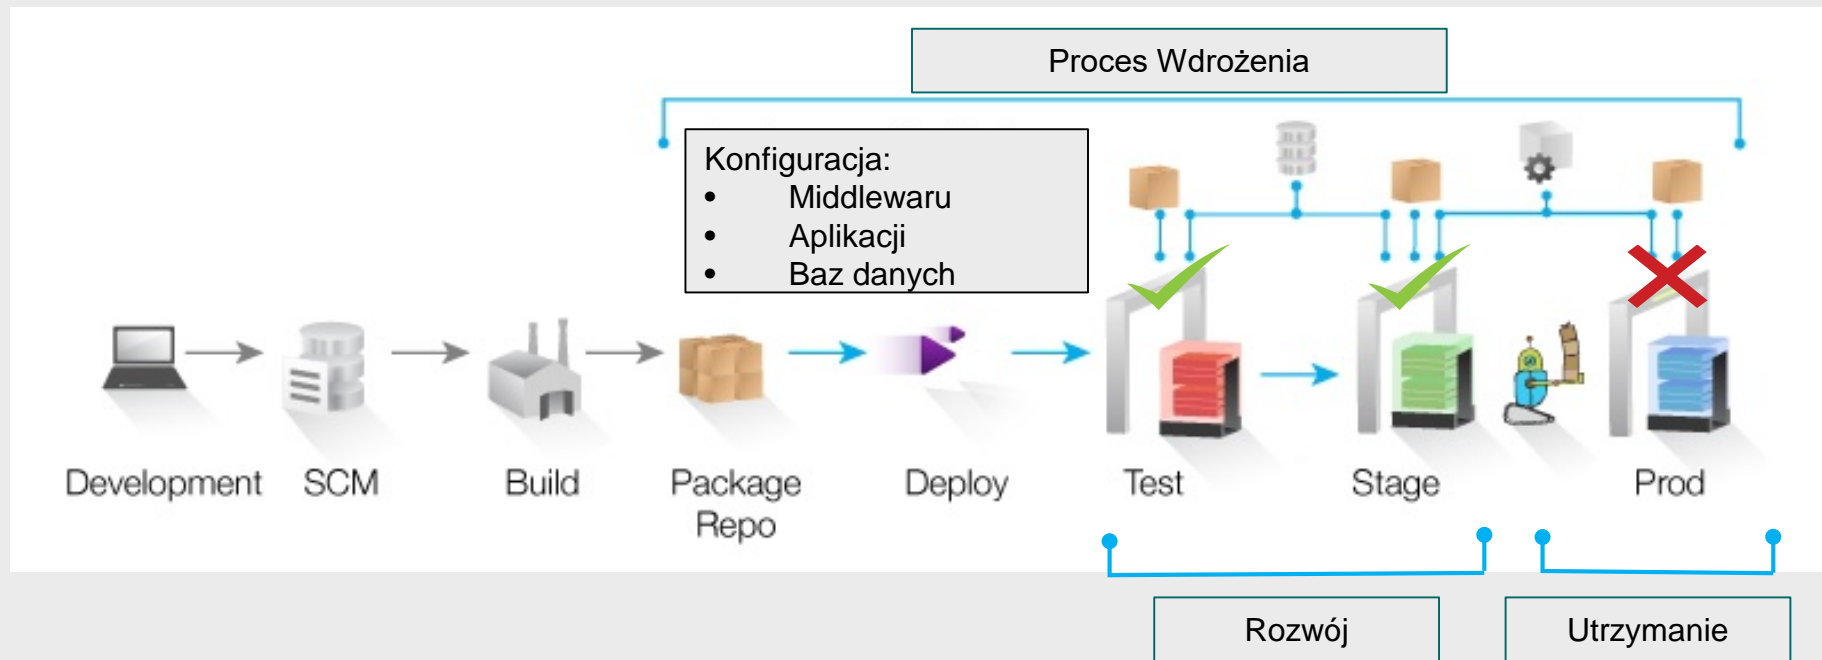 Proces Wdrożenia
Konfiguracja:
• Middlewaru
• Aplikacji
• Baz danych
Development
SCM
Build
Package
Repo
Deploy
Test
Stage
Prod
Rozwój
Utrzymanie